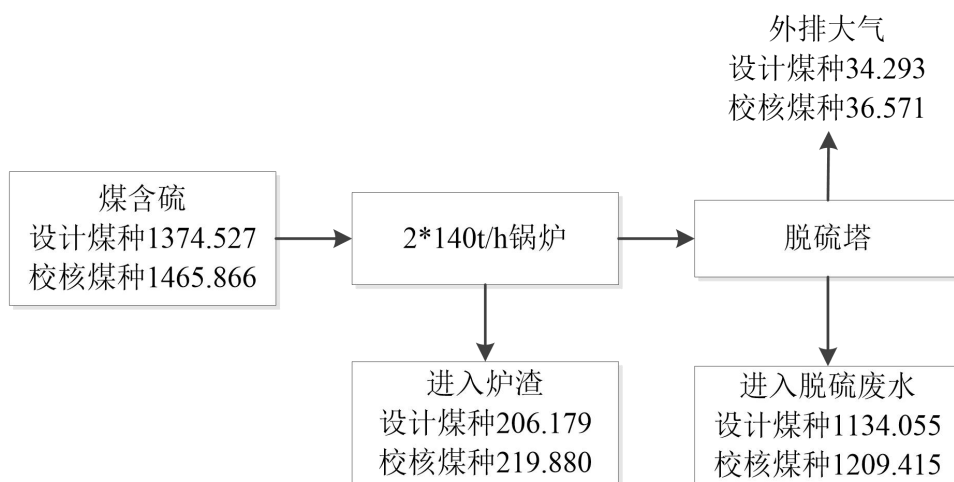 外排大气
设计煤种34.293
校核煤种36.571
煤含硫
设计煤种1374.527
校核煤种1465.866
2*140t/h锅炉
脱硫塔
进入炉渣
设计煤种206.179
校核煤种219.880
进入脱硫废水
设计煤种1134.055
校核煤种1209.415